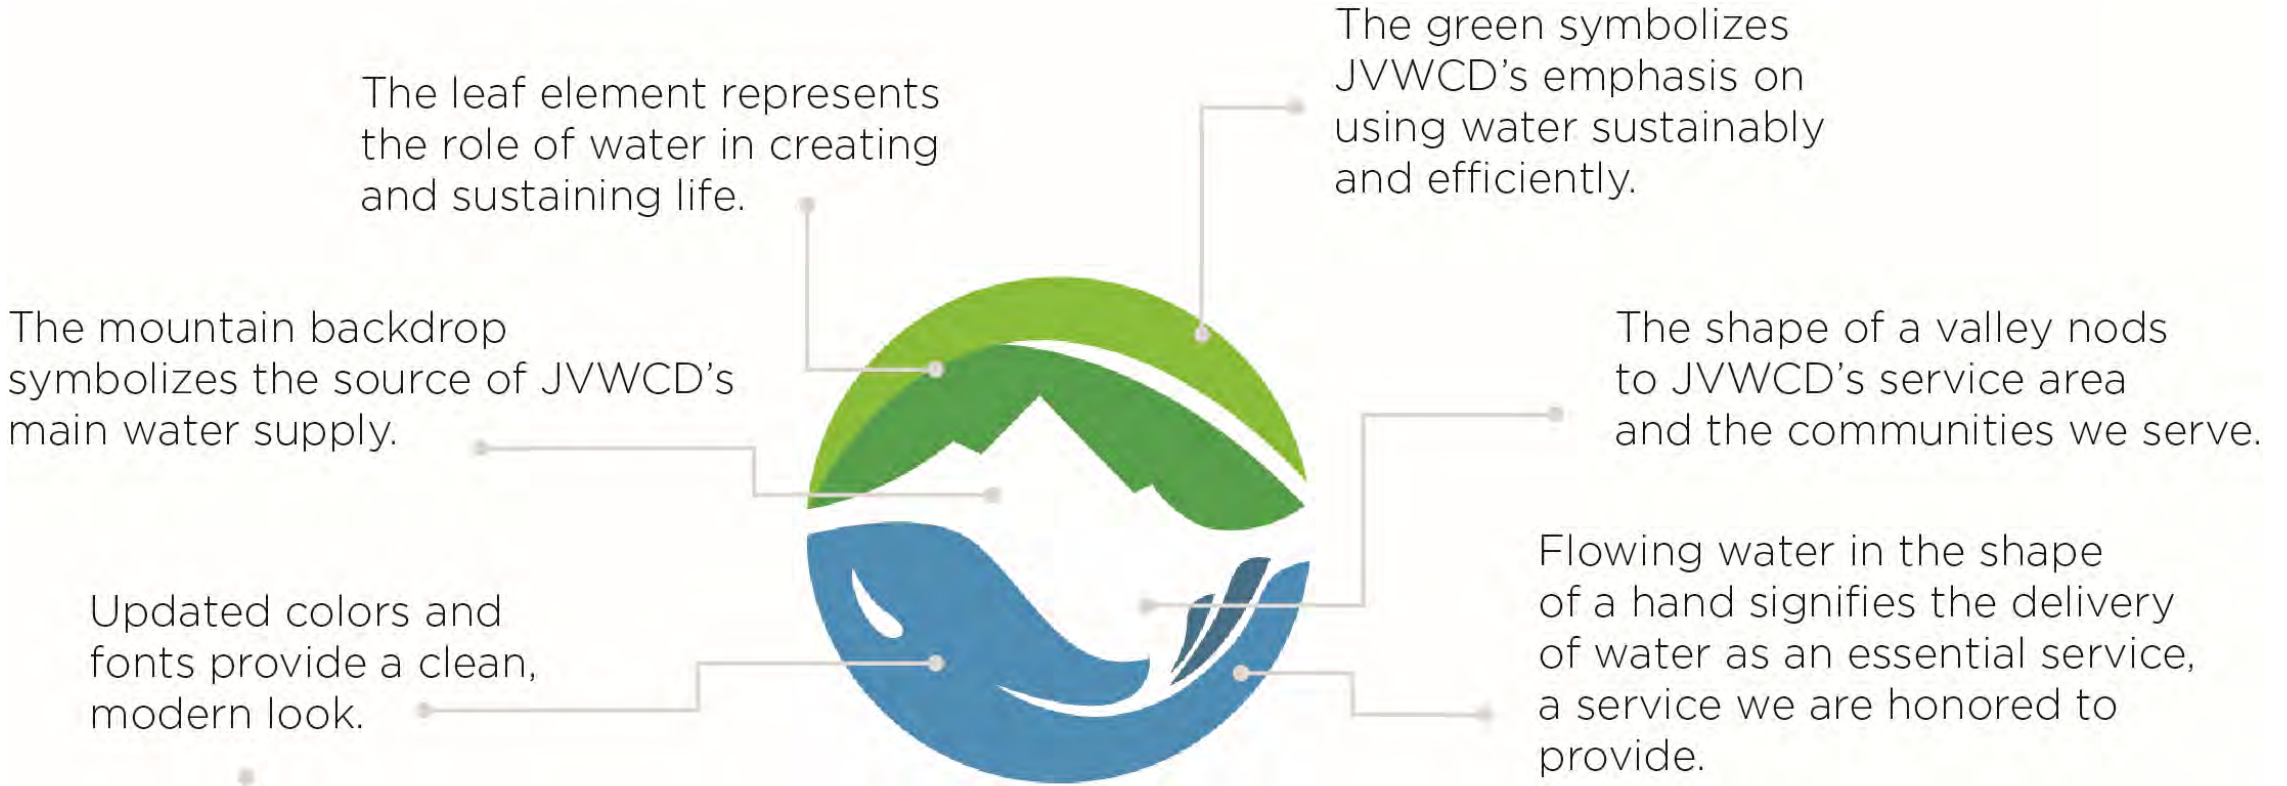 The leaf element represents
the role of water in creating
and sustaining life.
The green symbolizes
JVWCD’s emphasis on
using water sustainably
and efficiently.
The mountain backdrop
symbolizes the source of JVWCD’s
main water supply.
The shape of a valley nods
to JVWCD’s service area
and the communities we serve.
Updated colors and
fonts provide a clean,
modern look.
Flowing water in the shape
of a hand signifies the delivery
of water as an essential service,
a service we are honored to
provide.